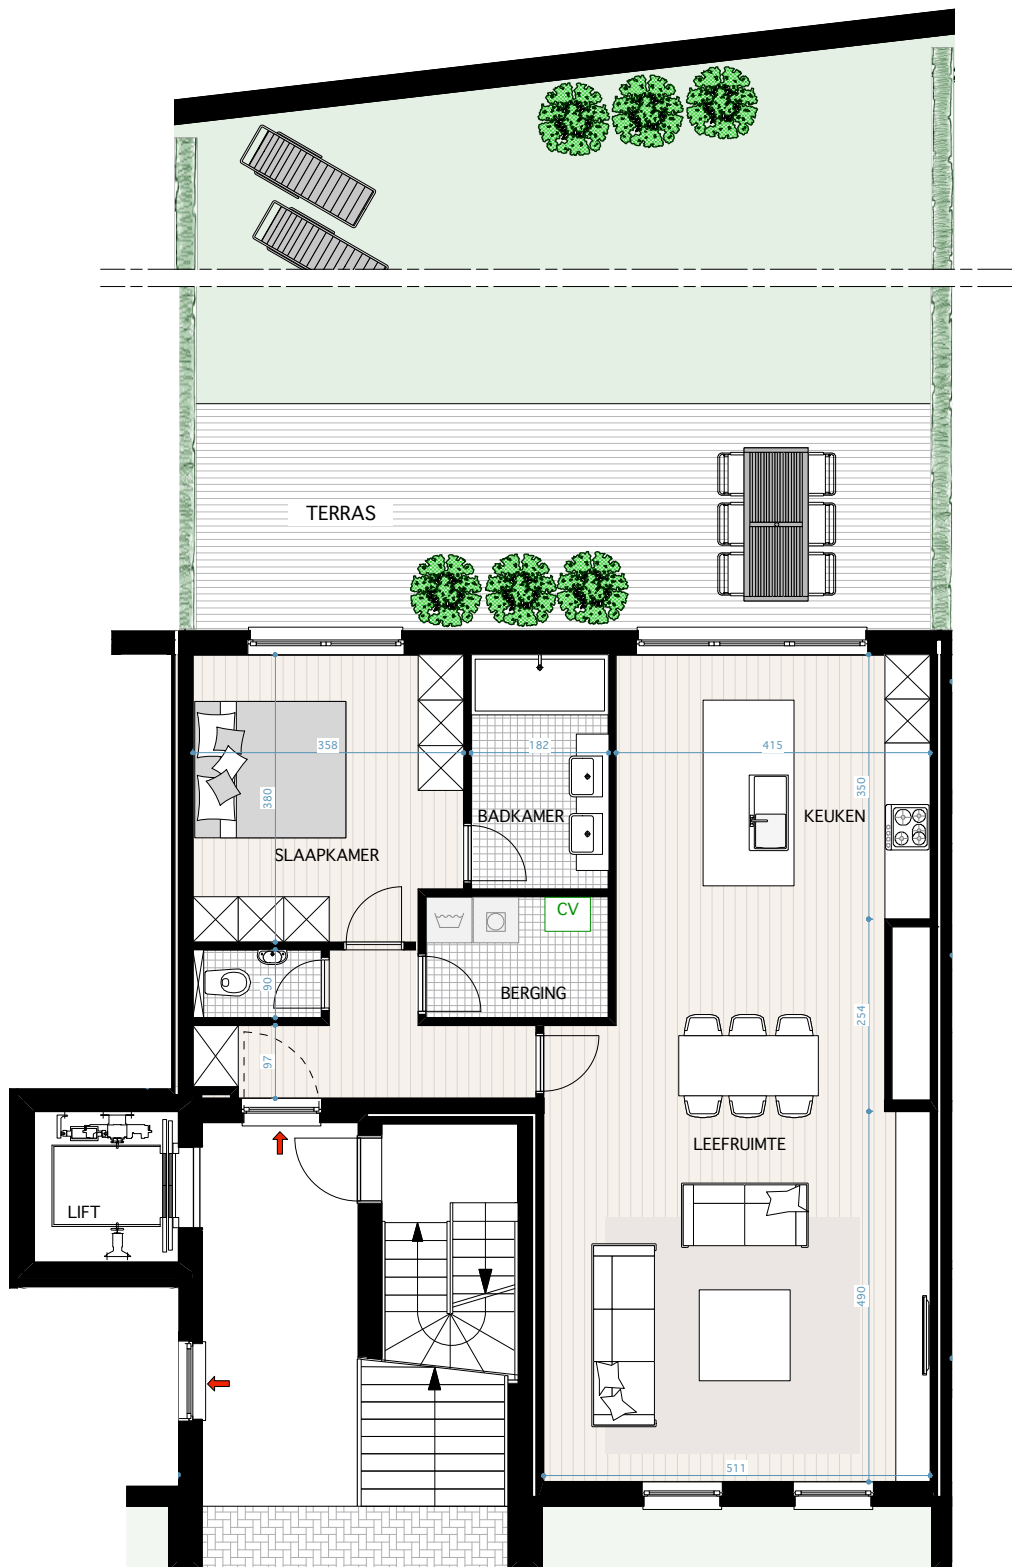 TERRAS
358
182
415
380
350
BADKAMER
KEUKEN
SLAAPKAMER
CV
90
BERGING
254
97
LEEFRUIMTE
LIFT
490
511